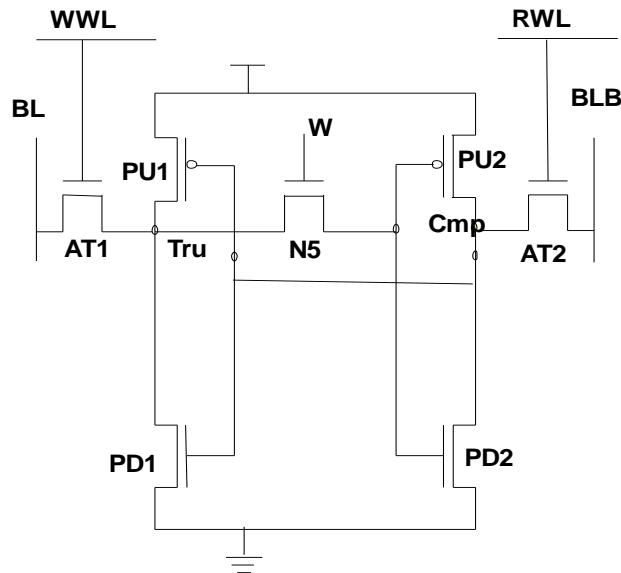 WWL
RWL
BL
BLB
W
PU1
PU2
AT1
Tru
N5
Cmp
AT2
PD1
PD2